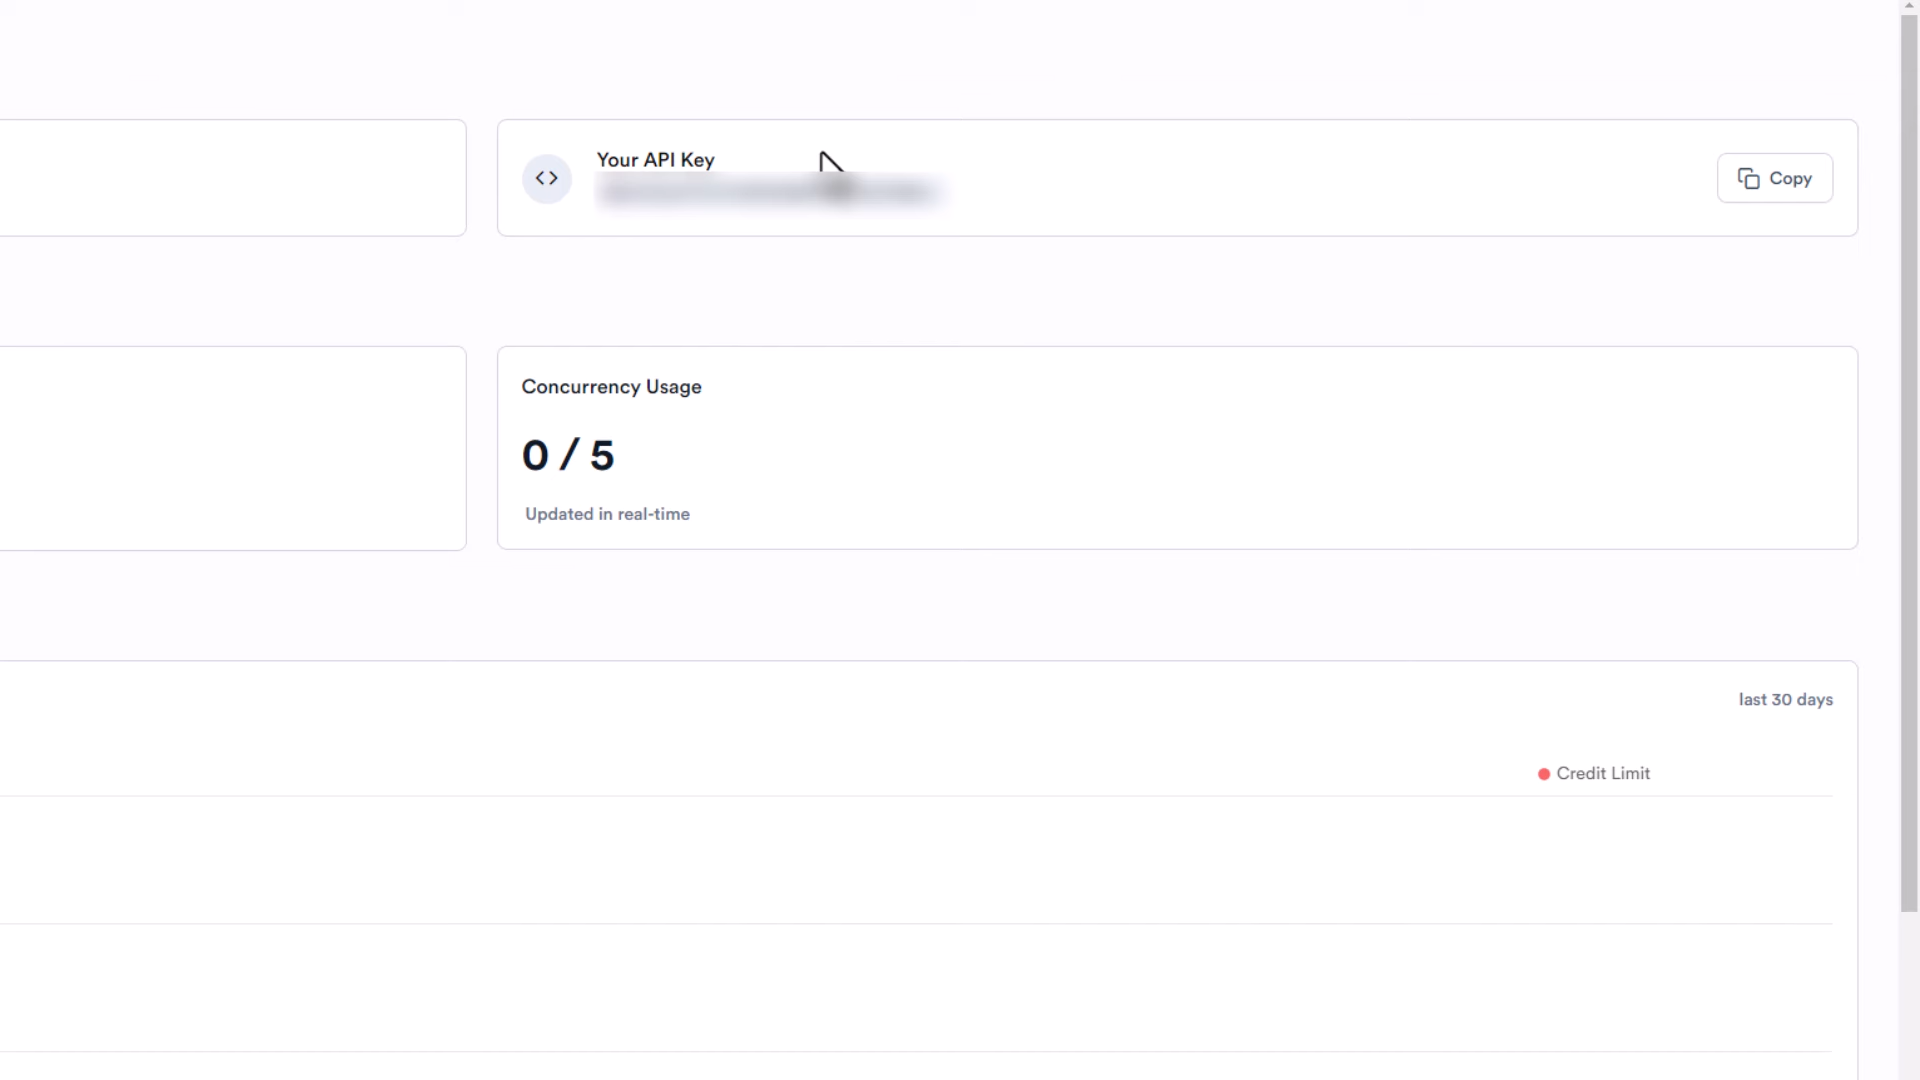 Your API Key
Copy
Concurrency Usage
0 / 5
Updated in real-time
last 30 days
Credit Limit